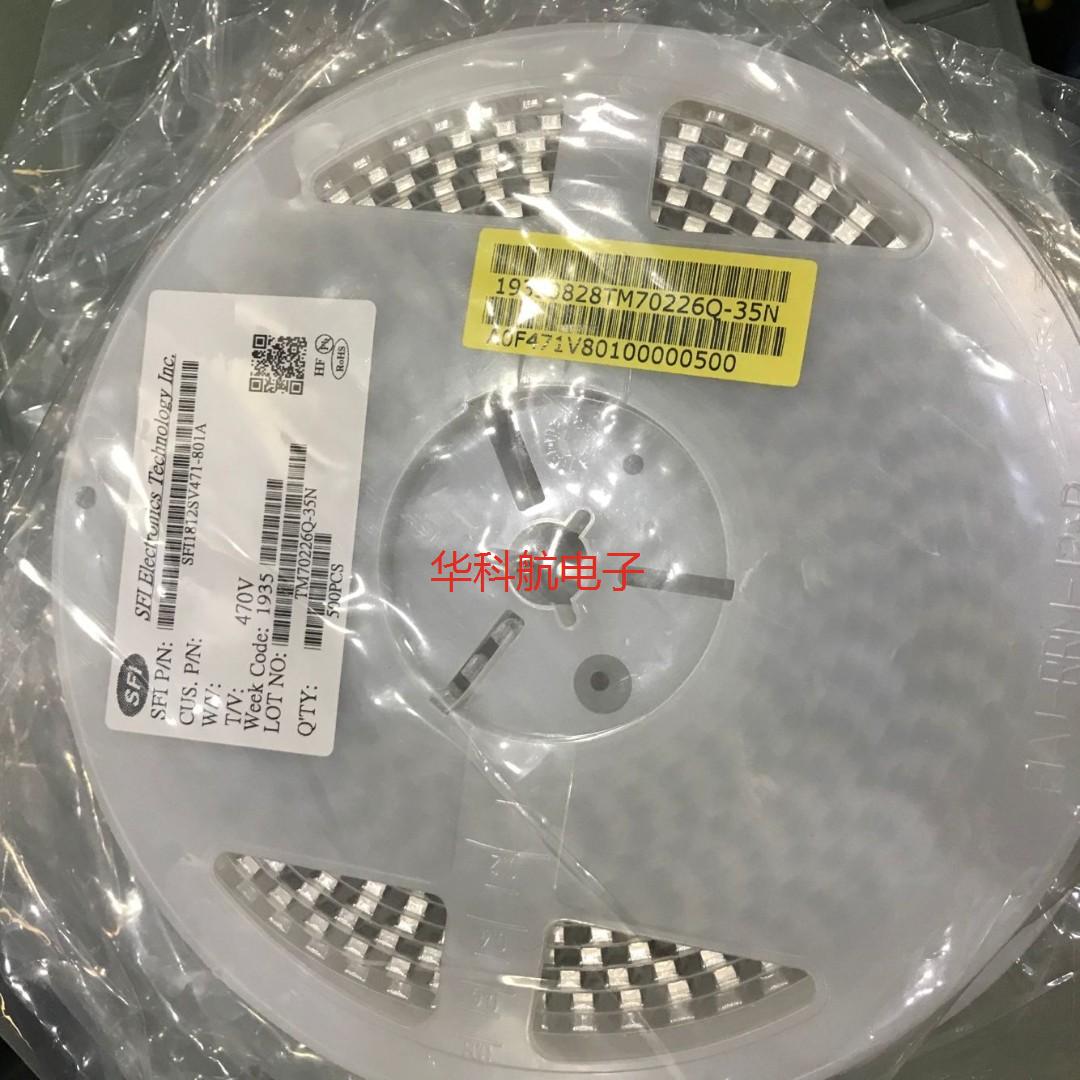 SFI Electronics Technology Inc.
SFI
SFI P/N: SFI1812SV471-801A
CUS. P/N:
W/V:
T/V: 470V
Week Code: 1935
LOT NO: TM70226Q-35N
Q'TY: 500PCS
HF
RoHS
828TM70226Q-35N
A0F471V80100000500
华科航电子